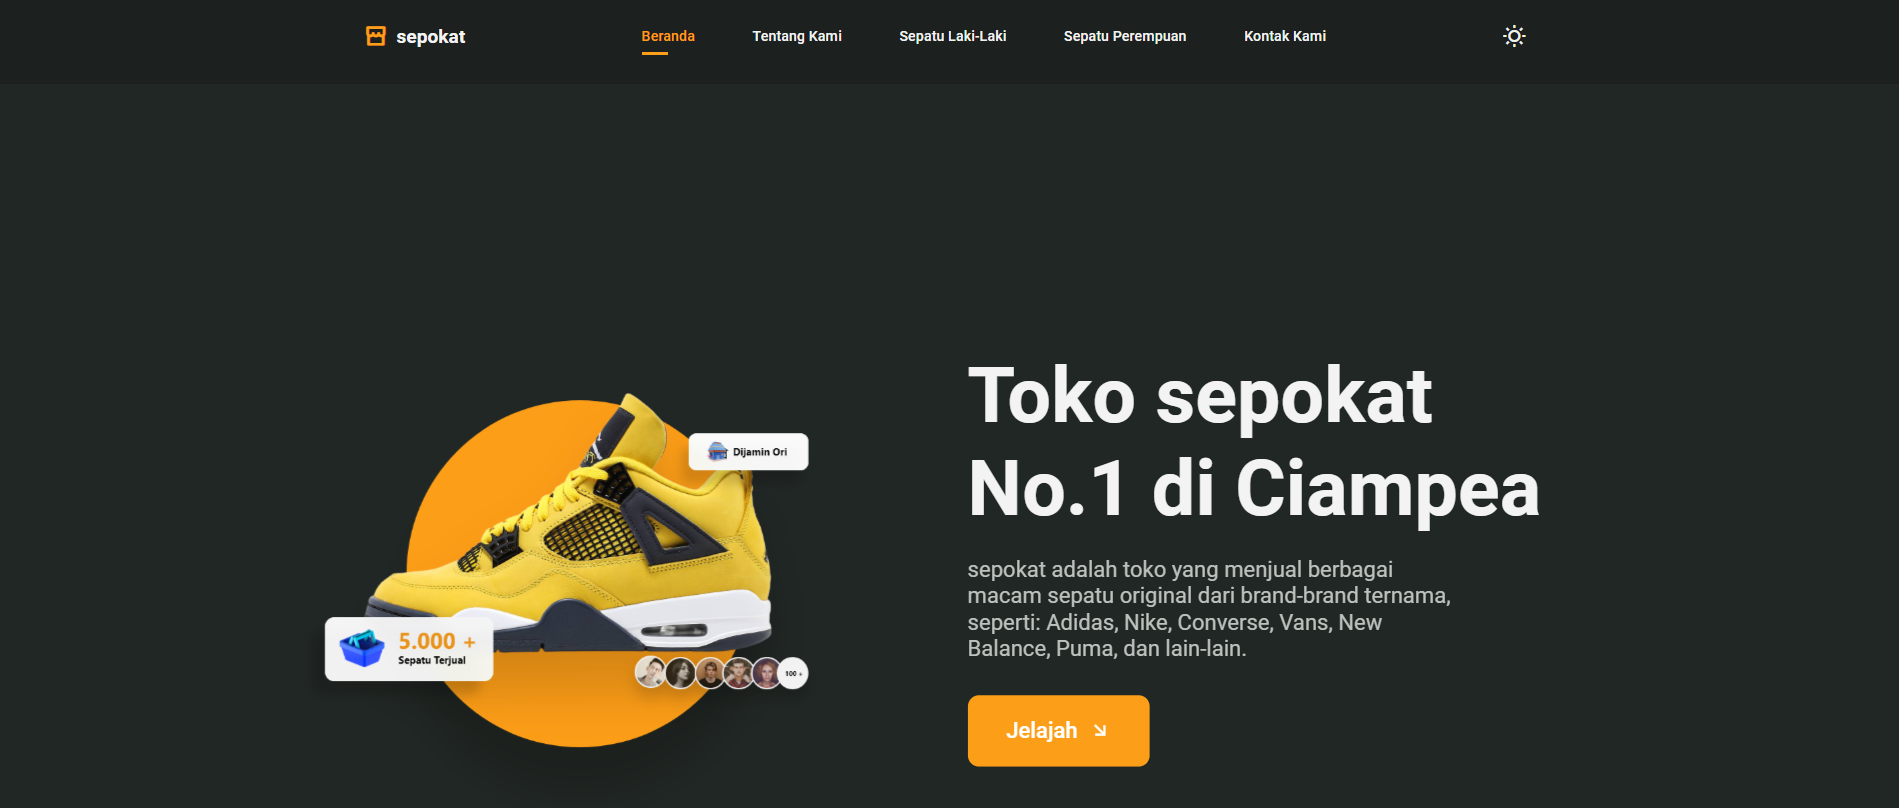 sepokat
Beranda
Tentang Kami
Sepatu Laki-Laki
Sepatu Perempuan
Kontak Kami
Dijamin Ori
5.000 +
Sepatu Terjual
100 +
Toko sepokat
No.1 di Ciampea
sepokat adalah toko yang menjual berbagai
macam sepatu original dari brand-brand ternama,
seperti: Adidas, Nike, Converse, Vans, New
Balance, Puma, dan lain-lain.
Jelajah